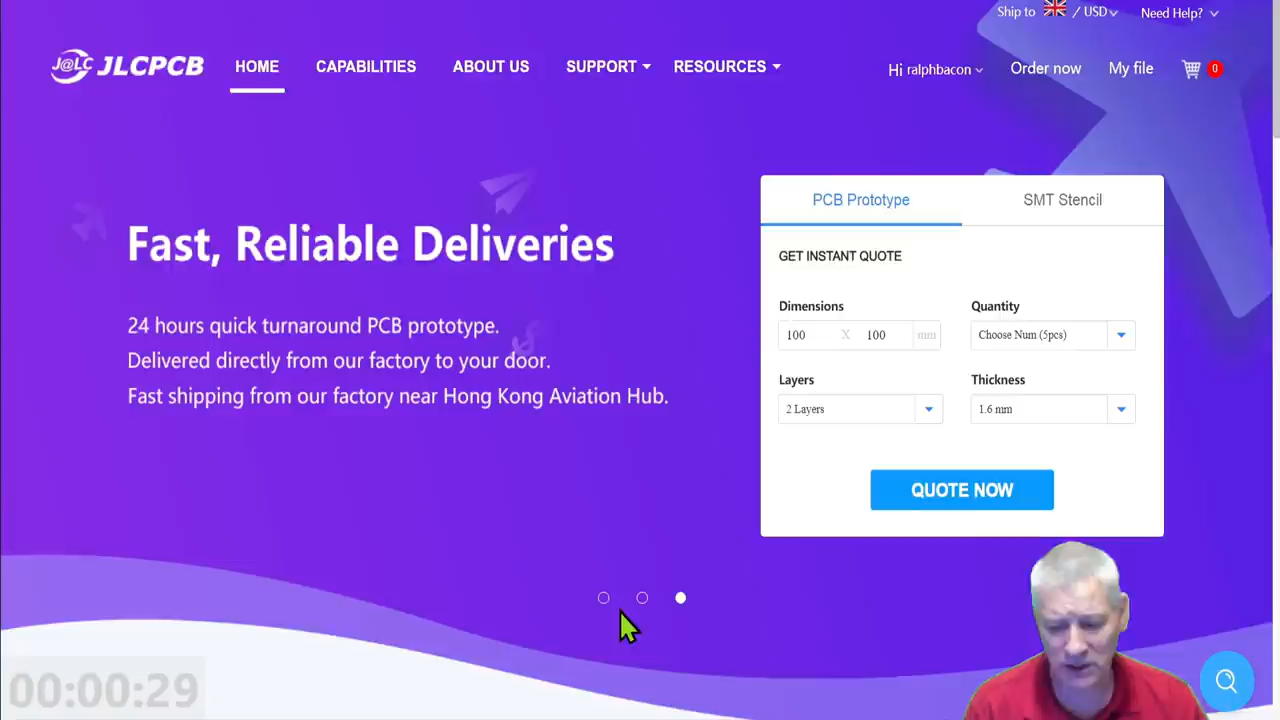 Ship to / USD Need Help?
J@LC JLCPCB HOME CAPABILITIES ABOUT US SUPPORT RESOURCES Hi ralphbacon Order now My file 0
PCB Prototype SMT Stencil
Fast, Reliable Deliveries
GET INSTANT QUOTE
24 hours quick turnaround PCB prototype.
Delivered directly from our factory to your door.
Fast shipping from our factory near Hong Kong Aviation Hub.
Dimensions Quantity
100 X 100 mm Choose Num (5pcs)
Layers Thickness
2 Layers 1.6 mm
QUOTE NOW
00:00:29